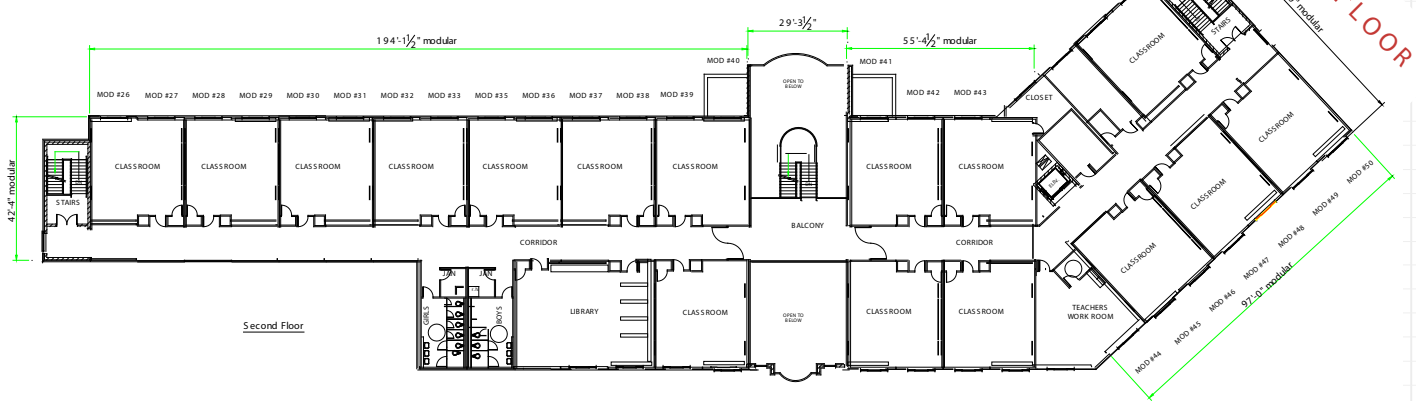 29'-3½"
194'-1½" modular
55'-4½" modular
" modular
FLOOR
STAIRS
CLASSROOM
MOD #40
MOD #41
OPEN TO
BELOW
MOD #26
MOD #27
MOD #28
MOD #29
MOD #30
MOD #31
MOD #32
MOD #33
MOD #35
MOD #36
MOD #37
MOD #38
MOD #39
MOD #42
MOD #43
CLOSET
CLASSROOM
42'-4" modular
CLASSROOM
CLASSROOM
CLASSROOM
CLASSROOM
CLASSROOM
CLASSROOM
CLASSROOM
CLASSROOM
CLASSROOM
CLASSROOM
MOD #50
STAIRS
ELEV.
MOD #49
BALCONY
MOD #48
CORRIDOR
CORRIDOR
CLASSROOM
MOD #47
JAN
JAN
97'-0" modular
MOD #46
GIRLS
BOYS
LIBRARY
CLASSROOM
OPEN TO
BELOW
CLASSROOM
CLASSROOM
TEACHERS
WORK ROOM
MOD #45
MOD #44
Second Floor